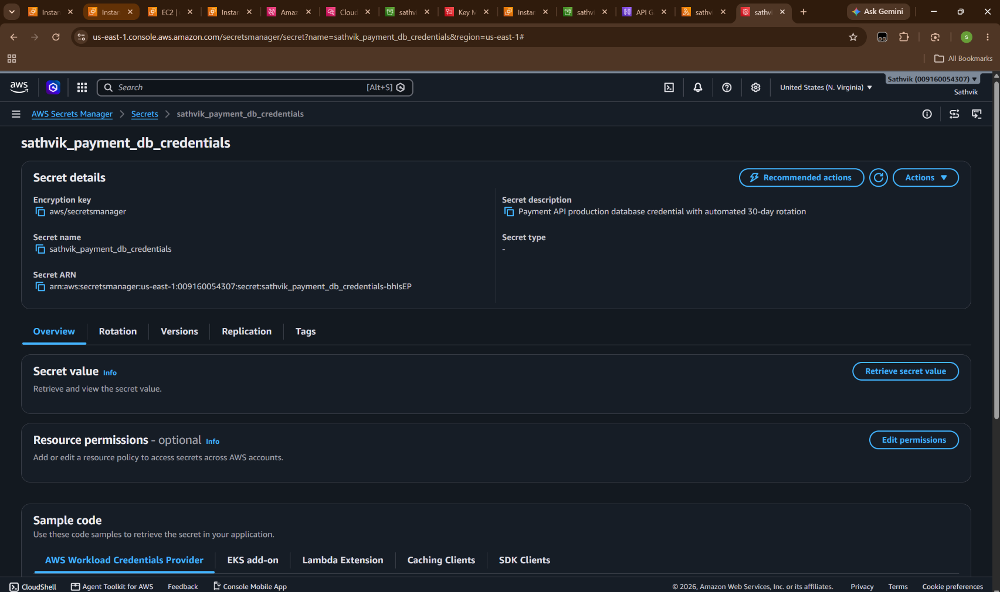 Instan
Instan
EC2 |
Instan
Amaz
Cloud
sathvi
Key M
Instan
sathvi
API G
sathvi
sathvi
Ask Gemini
us-east-1.console.aws.amazon.com/secretsmanager/secret?name=sathvik_payment_db_credentials&region=us-east-1#
S
All Bookmarks
aws
Search
[Alt+S]
United States (N. Virginia)
Sathvik (009160054307)
Sathvik
AWS Secrets Manager
Secrets
sathvik_payment_db_credentials
sathvik_payment_db_credentials
Secret details
Recommended actions
Actions
Encryption key
aws/secretsmanager
Secret description
Payment API production database credential with automated 30-day rotation
Secret name
sathvik_payment_db_credentials
Secret type
-
Secret ARN
arn:aws:secretsmanager:us-east-1:009160054307:secret:sathvik_payment_db_credentials-bhIsEP
Overview
Rotation
Versions
Replication
Tags
Secret value Info
Retrieve secret value
Retrieve and view the secret value.
Resource permissions - optional Info
Edit permissions
Add or edit a resource policy to access secrets across AWS accounts.
Sample code
Use these code samples to retrieve the secret in your application.
AWS Workload Credentials Provider
EKS add-on
Lambda Extension
Caching Clients
SDK Clients
CloudShell
Agent Toolkit for AWS
Feedback
Console Mobile App
© 2026, Amazon Web Services, Inc. or its affiliates.
Privacy
Terms
Cookie preferences